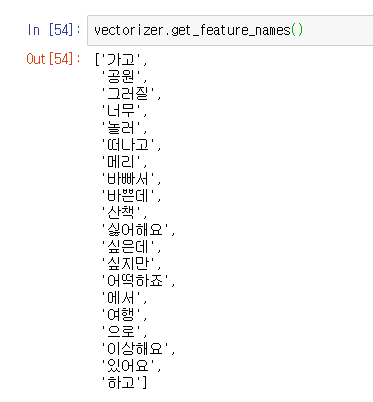 In [54]: vectorizer.get_feature_names()
Out[54]: ['가고',
'공원',
'그러질',
'너무',
'놀러',
'떠나고',
'메리',
'바빠서',
'바쁜데',
'산책',
'싫어해요',
'싶은데',
'싶지만',
'어떡하죠',
'에서',
'여행',
'으로',
'이상해요',
'있어요',
'하고']